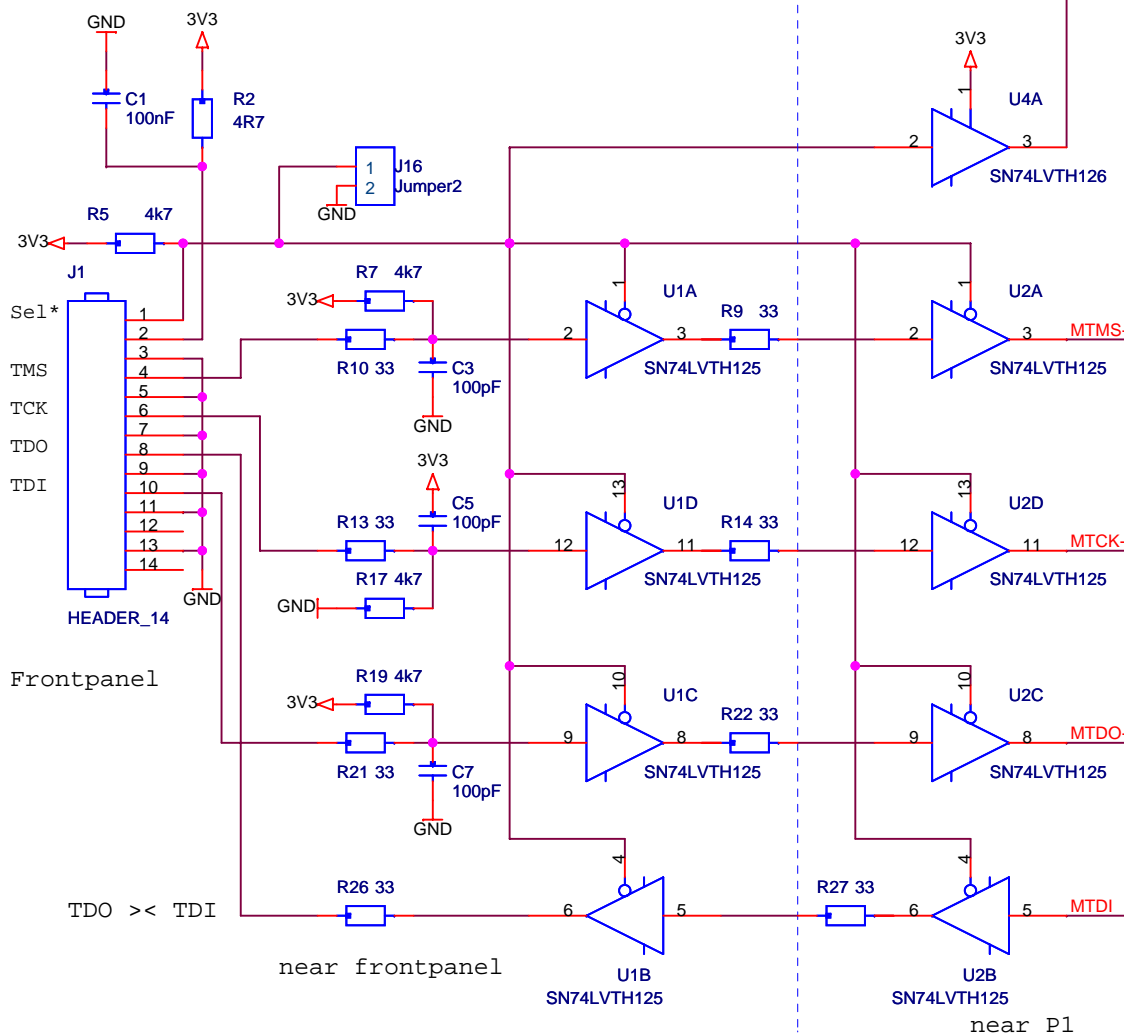 GND
3V3
3V3
C1
100nF
R2
4R7
1
U4A
2
3
SN74LVTH126
1
2
J16
Jumper2
GND
R5 4k7
3V3
J1
Sel*
TMS
TCK
TDO
TDI
1
2
3
4
5
6
7
8
9
10
11
12
13
14
GND
HEADER_14
R7 4k7
3V3
R10 33
C3
100pF
GND
1
U1A
2
3
SN74LVTH125
R9 33
1
U2A
2
3
SN74LVTH125
MTMS-
3V3
C5
100pF
R13 33
R17 4k7
GND
13
U1D
12
11
SN74LVTH125
R14 33
13
U2D
12
11
SN74LVTH125
MTCK-
Frontpanel
R19 4k7
3V3
R21 33
C7
100pF
GND
10
U1C
9
8
SN74LVTH125
R22 33
10
U2C
9
8
SN74LVTH125
MTDO-
TDO >< TDI
R26 33
4
6
5
U1B
SN74LVTH125
R27 33
4
6
5
U2B
SN74LVTH125
MTDI
near frontpanel
near P1